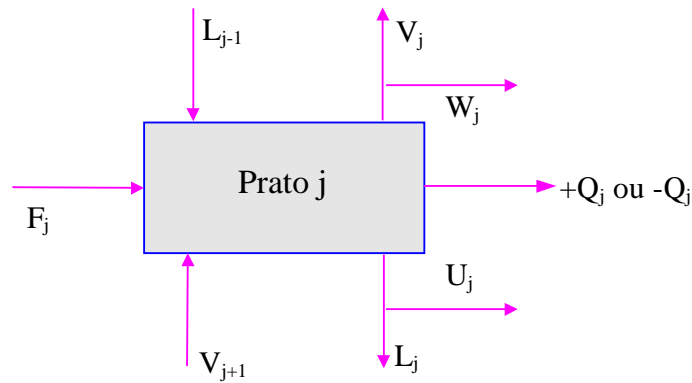 L_{j-1}
V_j
W_j
Prato j
+Q_j ou -Q_j
F_j
U_j
V_{j+1}
L_j